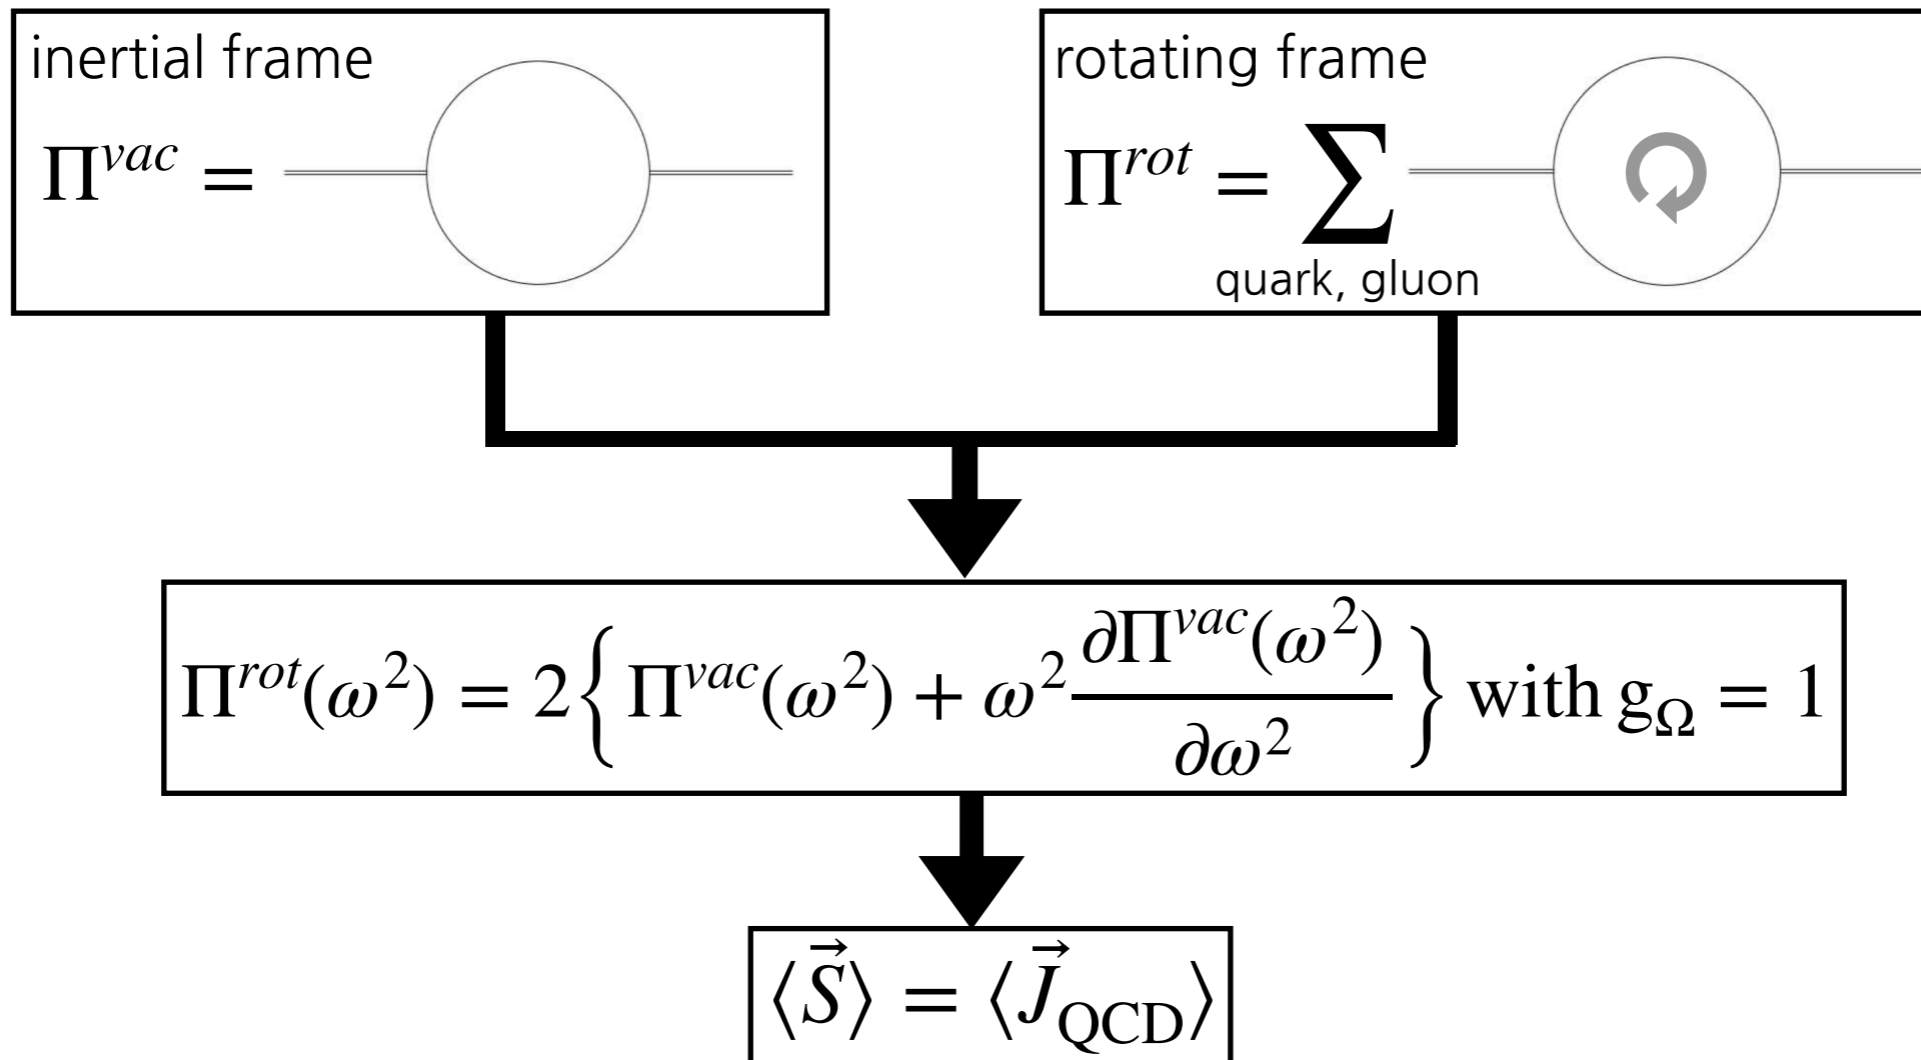 inertial frame
Π^{vac} =
rotating frame
Π^{rot} = ∑
quark, gluon
Π^{rot}(ω²) = 2{ Π^{vac}(ω²) + ω² ∂Π^{vac}(ω²)/∂ω² } with g_Ω = 1
⟨S⃗⟩ = ⟨J⃗_{QCD}⟩